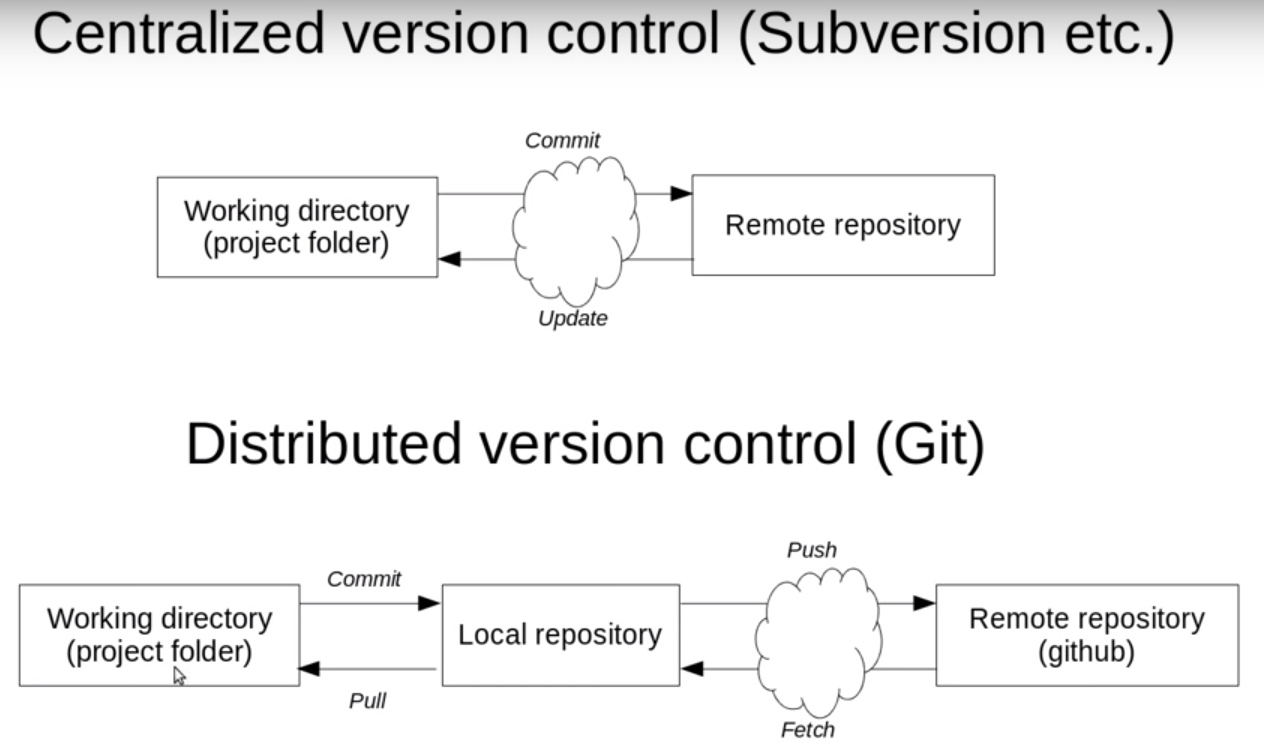 Centralized version control (Subversion etc.)
Commit
Working directory
(project folder)
Remote repository
Update
Distributed version control (Git)
Push
Commit
Working directory
(project folder)
Local repository
Remote repository
(github)
Pull
Fetch